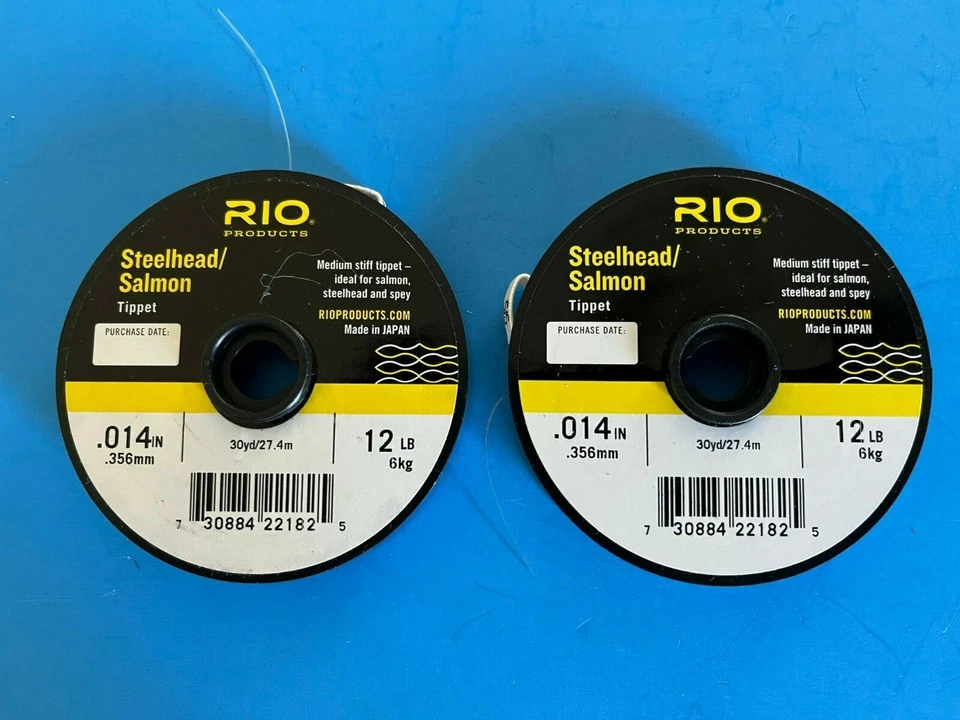 RIO®
PRODUCTS
Steelhead/
Salmon
Tippet
Medium stiff tippet –
ideal for salmon,
steelhead and spey
RIOPRODUCTS.COM
Made in JAPAN
PURCHASE DATE:
.014IN
.356mm
30yd/27.4m
12 LB
6kg
7 30884 22182 5
RIO®
PRODUCTS
Steelhead/
Salmon
Tippet
Medium stiff tippet –
ideal for salmon,
steelhead and spey
RIOPRODUCTS.COM
Made in JAPAN
PURCHASE DATE:
.014IN
.356mm
30yd/27.4m
12 LB
6kg
7 30884 22182 5